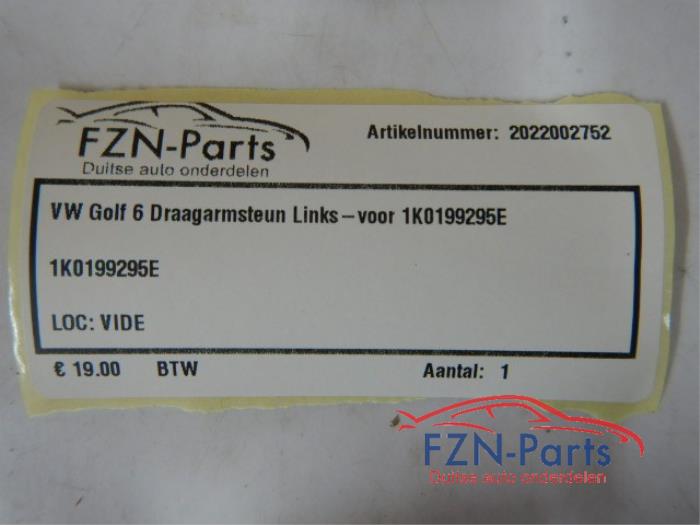 FZN-Parts
Duitse auto onderdelen
Artikelnummer: 2022002752
VW Golf 6 Draagarmsteun Links-voor 1K0199295E
1K0199295E
LOC: VIDE
€ 19.00 BTW Aantal: 1
FZN-Parts
Duitse auto onderdelen